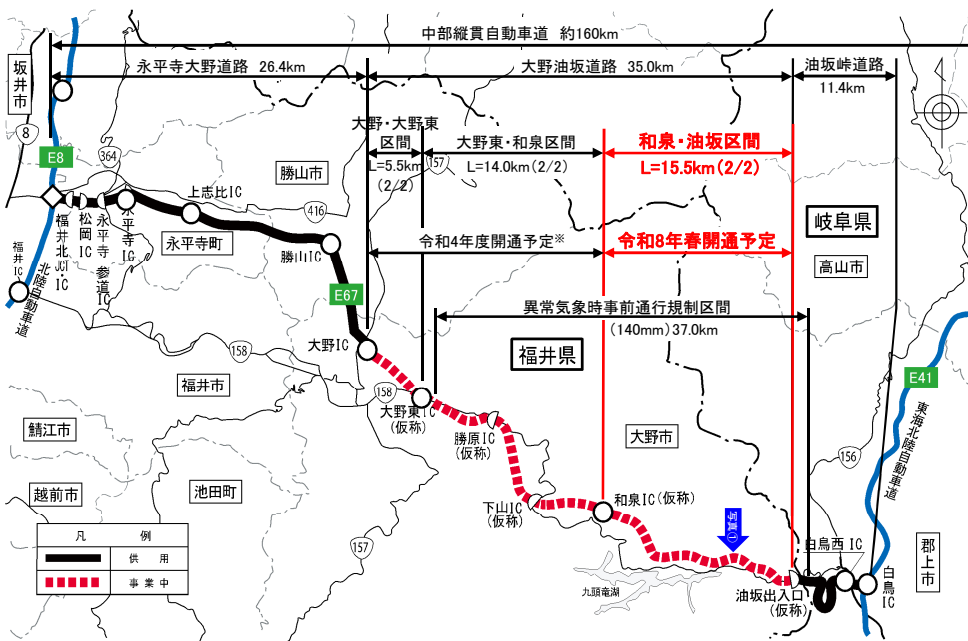 中部縦貫自動車道 約160km
永平寺大野道路 26.4km
大野油坂道路 35.0km
油坂峠道路
11.4km
坂井市
8
E8
364
大野・大野東
区間
L=5.5km
(2/2)
大野東・和泉区間
L=14.0km(2/2)
157
和泉・油坂区間
L=15.5km(2/2)
勝山市
上志比IC
416
永平寺町
勝山IC
福井北JCT・IC
松岡IC
永平寺参道IC
永平寺IC
福井IC
北陸自動車道
E67
令和4年度開通予定※
令和8年春開通予定
岐阜県
高山市
異常気象時事前通行規制区間
(140mm)37.0km
大野IC
158
福井県
福井市
158
大野東IC
(仮称)
E41
東海北陸自動車道
鯖江市
勝原IC
(仮称)
大野市
156
越前市
池田町
下山IC
(仮称)
和泉IC(仮称)
写真①
157
白鳥西IC
郡上市
白鳥IC
九頭竜湖
油坂出入口
(仮称)
凡例
供用
事業中